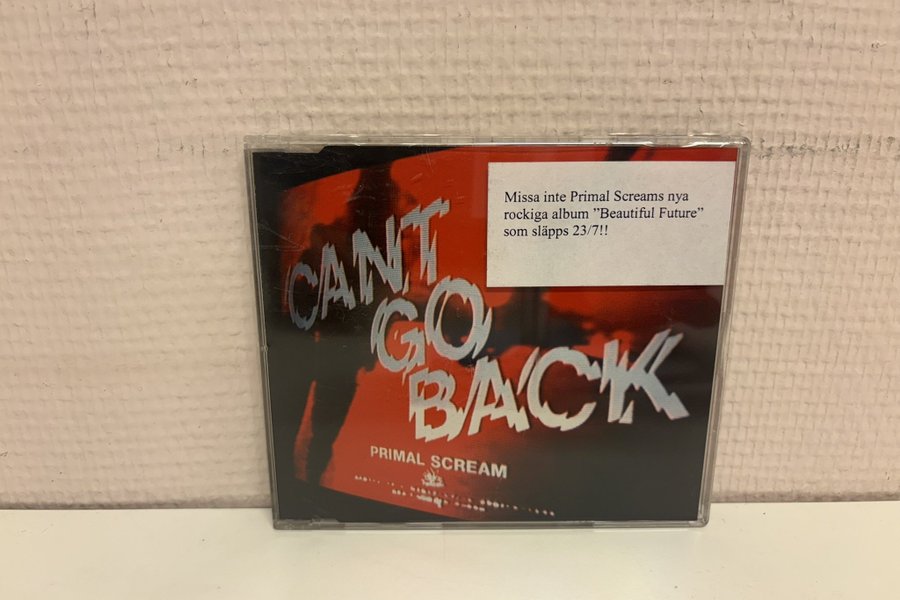 Missa inte Primal Screams nya
rockiga album ”Beautiful Future”
som släpps 23/7!!
CANT
GO
BACK
PRIMAL SCREAM